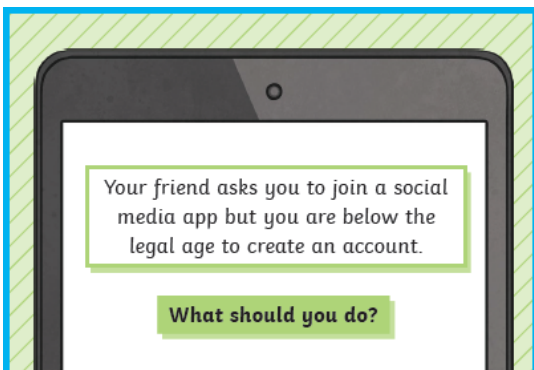 Your friend asks you to join a social
media app but you are below the
legal age to create an account.
What should you do?